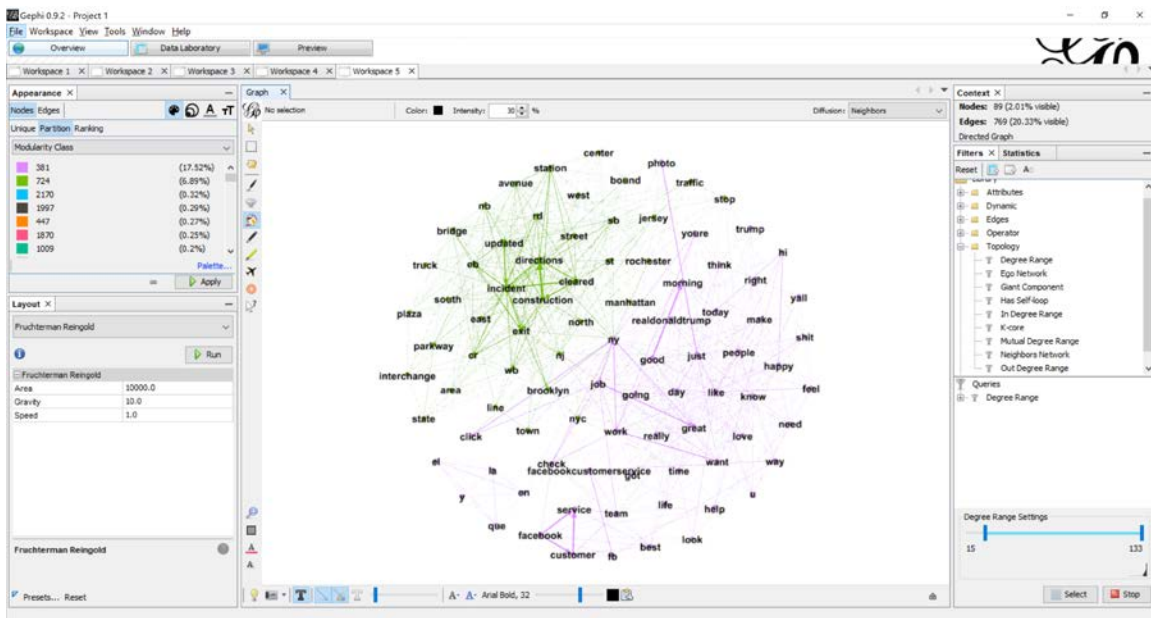 Gephi 0.9.2 - Project 1
File Workspace View Tools Window Help
Overview Data Laboratory Preview
Workspace 1 X Workspace 2 X Workspace 3 X Workspace 4 X Workspace 5 X
Appearance X
Nodes Edges
Unique Partition Ranking
Modularity Class
381 (17.52%)
724 (6.89%)
2170 (0.32%)
1997 (0.29%)
447 (0.27%)
1870 (0.25%)
1009 (0.2%)
Palette...
Apply
Layout X
Fruchterman Reingold
Run
Fruchterman Reingold
Area 10000.0
Gravity 10.0
Speed 1.0
Fruchterman Reingold
Presets... Reset
Graph X
No selection Color: Intensity: 30 % Diffusion: Neighbors
center
station photo
avenue bound traffic
west stop
nb
rd sb jersey
bridge street youre trump
updated
directions hi
truck eb st rochester think
cleared right
incident morning
south construction manhattan yall
plaza today
east north realdonaldtrump make
exit
ny shit
parkway just people
cr nj good
wb happy
interchange job
area brooklyn going day like know feel
line
state nyc need
town great
click work really love
el check want way
la facebookcustomerservice time
got
y en u
service life help
que team
facebook look
customer fb best
T A- A- Arial Bold, 32
Context X
Nodes: 89 (2.01% visible)
Edges: 769 (20.33% visible)
Directed Graph
Filters X Statistics
Reset
Library
Attributes
Dynamic
Edges
Operator
Topology
Degree Range
Ego Network
Giant Component
Has Self-loop
In Degree Range
K-core
Mutual Degree Range
Neighbors Network
Out Degree Range
Queries
Degree Range
Degree Range Settings
15 133
Select Stop